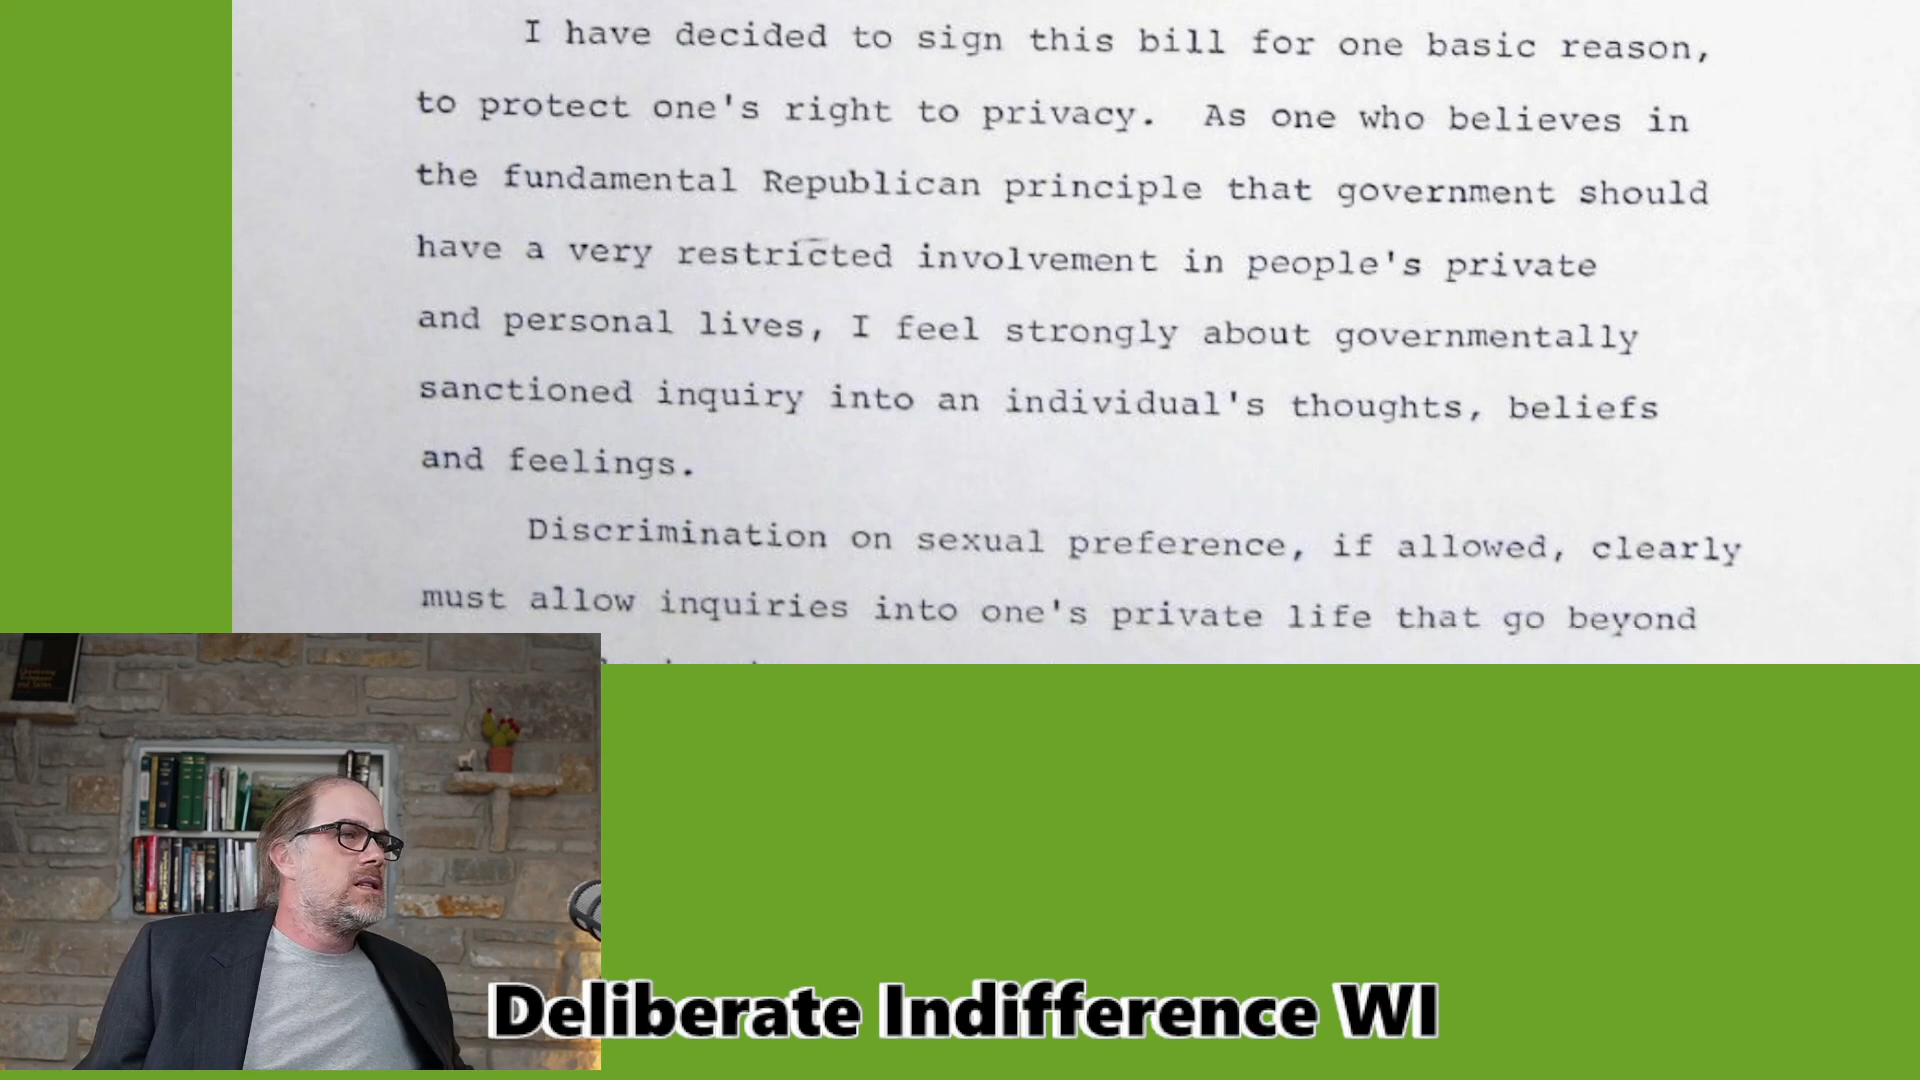 I have decided to sign this bill for one basic reason,
to protect one's right to privacy. As one who believes in
the fundamental Republican principle that government should
have a very restricted involvement in people's private
and personal lives, I feel strongly about governmentally
sanctioned inquiry into an individual's thoughts, beliefs
and feelings.
Discrimination on sexual preference, if allowed, clearly
must allow inquiries into one's private life that go beyond
Deliberate Indifference WI